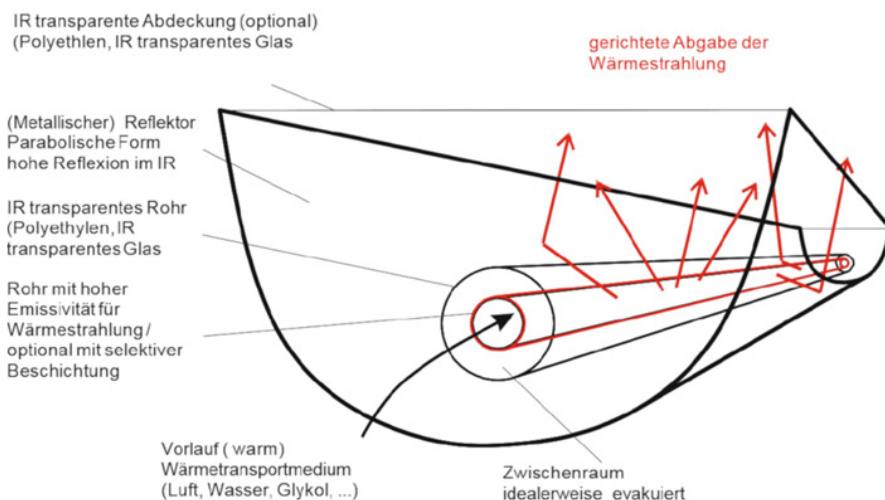 IR transparente Abdeckung (optional)
(Polyethlen, IR transparentes Glas
gerichtete Abgabe der
Wärmestrahlung
(Metallischer) Reflektor
Parabolische Form
hohe Reflexion im IR
IR transparentes Rohr
(Polyethylen, IR
transparentes Glas
Rohr mit hoher
Emissivität für
Wärmestrahlung /
optional mit selektiver
Beschichtung
Vorlauf ( warm)
Wärmetransportmedium
(Luft, Wasser, Glykol, ...)
Zwischenraum
idealerweise evakuiert